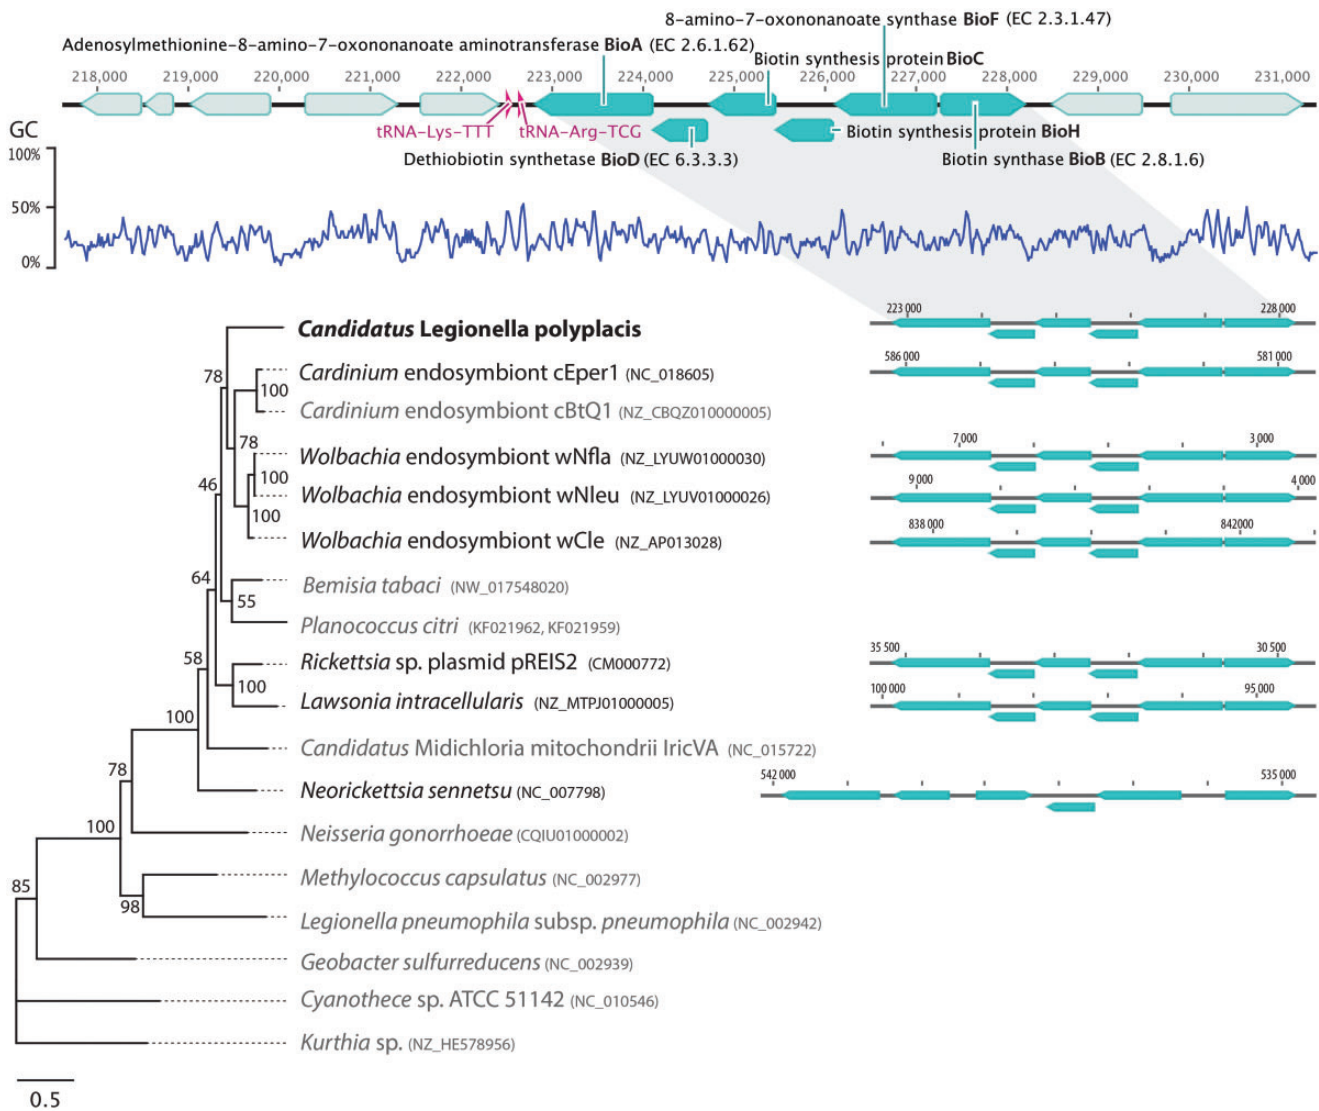 8-amino-7-oxononanoate synthase BioF (EC 2.3.1.47)
Adenosylmethionine-8-amino-7-oxononanoate aminotransferase BioA (EC 2.6.1.62)
Biotin synthesis protein BioC
218,000 219,000 220,000 221,000 222,000 223,000 224,000 225,000 226,000 227,000 228,000 229,000 230,000 231,000
tRNA-Lys-TTT tRNA-Arg-TCG Biotin synthesis protein BioH
Dethiobiotin synthetase BioD (EC 6.3.3.3) Biotin synthase BioB (EC 2.8.1.6)
GC
100%
50%
0%
223 000 228 000
Candidatus Legionella polyplacis
586 000 581 000
78
Cardinium endosymbiont cEper1 (NC_018605)
100
Cardinium endosymbiont cBtQ1 (NZ_CBQZ010000005)
78
7,000 3,000
Wolbachia endosymbiont wNfla (NZ_LYUW01000030)
100
9 000 4 000
46
Wolbachia endosymbiont wNleu (NZ_LYUV01000026)
100
838 000 842000
Wolbachia endosymbiont wCle (NZ_AP013028)
64
Bemisia tabaci (NW_017548020)
55
Planococcus citri (KF021962, KF021959)
58
35 500 30 500
Rickettsia sp. plasmid pREIS2 (CM000772)
100
100 000 95 000
Lawsonia intracellularis (NZ_MTPJ01000005)
100
Candidatus Midichloria mitochondrii IricVA (NC_015722)
78
542 000 535 000
Neorickettsia sennetsu (NC_007798)
100
Neisseria gonorrhoeae (CQIU01000002)
85
Methylococcus capsulatus (NC_002977)
98
Legionella pneumophila subsp. pneumophila (NC_002942)
Geobacter sulfurreducens (NC_002939)
Cyanothece sp. ATCC 51142 (NC_010546)
Kurthia sp. (NZ_HE578956)
0.5